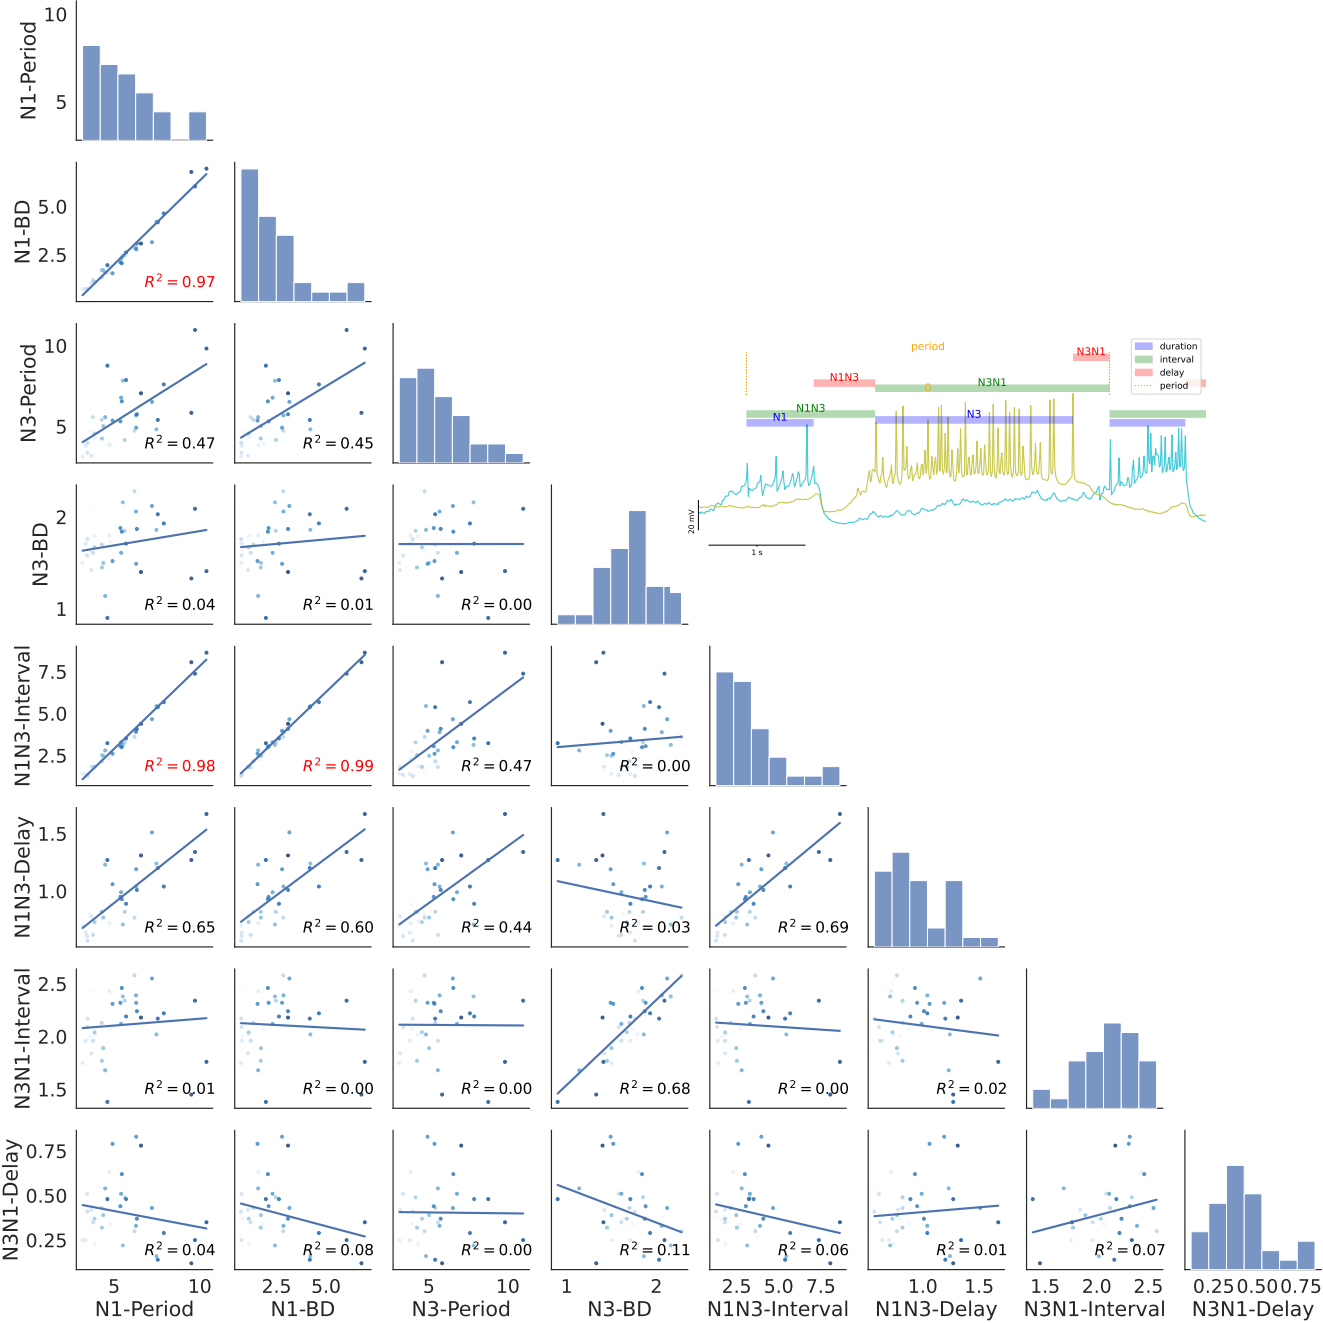 10
5
N1-Period
5.0
2.5
N1-BD
R² = 0.97
10
5
N3-Period
R² = 0.47
R² = 0.45
period
N3N1
duration
interval
delay
period
N1N3
0
N3N1
N1N3
N1
N3
20 mV
1 s
2
1
N3-BD
R² = 0.04
R² = 0.01
R² = 0.00
7.5
5.0
2.5
N1N3-Interval
R² = 0.98
R² = 0.99
R² = 0.47
R² = 0.00
1.5
1.0
N1N3-Delay
R² = 0.65
R² = 0.60
R² = 0.44
R² = 0.03
R² = 0.69
2.5
2.0
1.5
N3N1-Interval
R² = 0.01
R² = 0.00
R² = 0.00
R² = 0.68
R² = 0.00
R² = 0.02
0.75
0.50
0.25
N3N1-Delay
R² = 0.04
R² = 0.08
R² = 0.00
R² = 0.11
R² = 0.06
R² = 0.01
R² = 0.07
5 10 2.5 5.0 5 10 1 2 2.5 5.0 7.5 1.0 1.5 1.5 2.0 2.5 0.25 0.50 0.75
N1-Period N1-BD N3-Period N3-BD N1N3-Interval N1N3-Delay N3N1-Interval N3N1-Delay